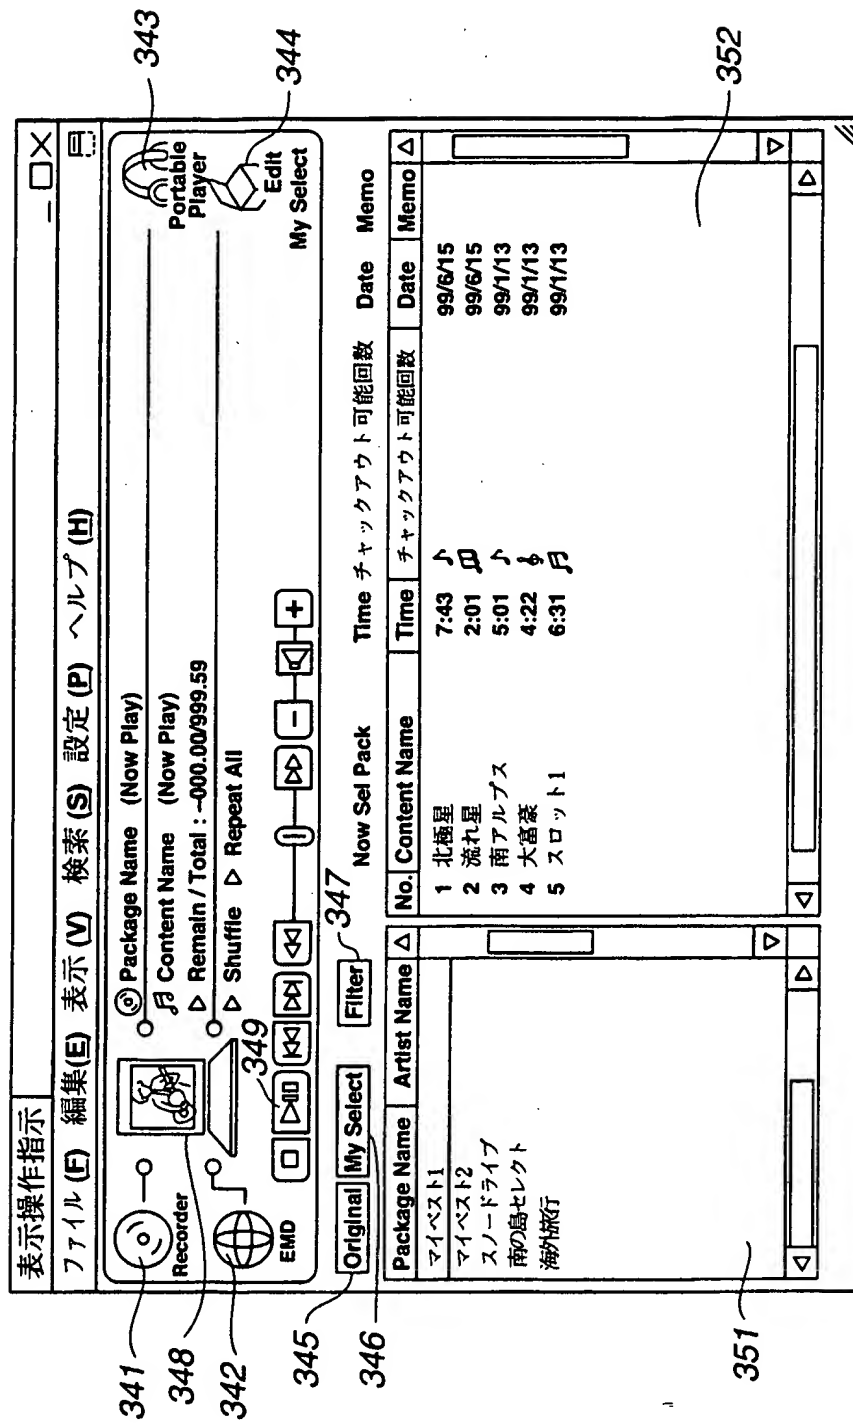 表示操作指示
ファイル (F) 編集(E) 表示 (V) 検索 (S) 設定 (P) ヘルプ (H)
341
Recorder
348
342
EMD
Package Name (Now Play)
Content Name (Now Play)
Remain / Total : -000.00/999.59
Shuffle ▷ Repeat All
349
Portable
Player
343
Edit
344
My Select
345
Original
My Select
346
Filter
347
Now Sel Pack Time チャックアウト可能回数 Date Memo
Package Name Artist Name
マイベスト1
マイベスト2
スノードライブ
南の島セレクト
海外旅行
351
No. Content Name Time チャックアウト可能回数 Date Memo
1 北極星 7:43 99/6/15
2 流れ星 2:01 99/6/15
3 南アルプス 5:01 99/1/13
4 大富豪 4:22 99/1/13
5 スロット1 6:31 99/1/13
352